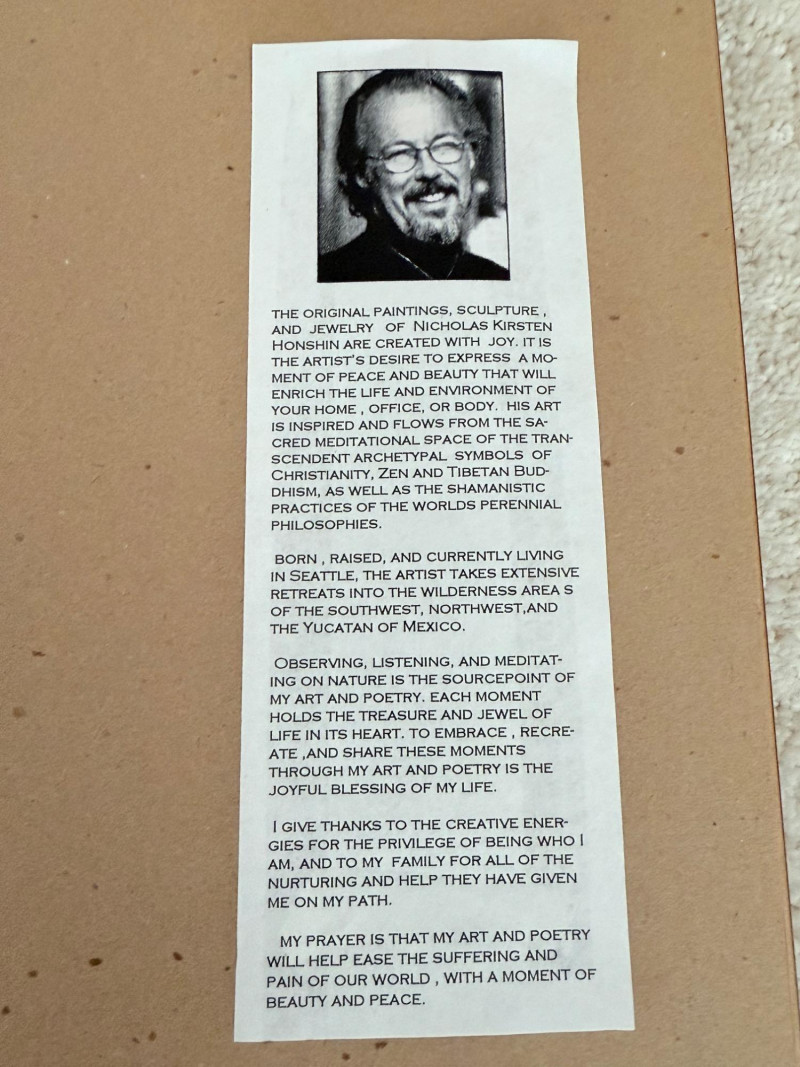 THE ORIGINAL PAINTINGS, SCULPTURE ,
AND JEWELRY OF NICHOLAS KIRSTEN
HONSHIN ARE CREATED WITH JOY. IT IS
THE ARTIST'S DESIRE TO EXPRESS A MO-
MENT OF PEACE AND BEAUTY THAT WILL
ENRICH THE LIFE AND ENVIRONMENT OF
YOUR HOME , OFFICE, OR BODY. HIS ART
IS INSPIRED AND FLOWS FROM THE SA-
CRED MEDITATIONAL SPACE OF THE TRAN-
SCENDENT ARCHETYPAL SYMBOLS OF
CHRISTIANITY, ZEN AND TIBETAN BUD-
DHISM, AS WELL AS THE SHAMANISTIC
PRACTICES OF THE WORLDS PERENNIAL
PHILOSOPHIES.
BORN , RAISED, AND CURRENTLY LIVING
IN SEATTLE, THE ARTIST TAKES EXTENSIVE
RETREATS INTO THE WILDERNESS AREA S
OF THE SOUTHWEST, NORTHWEST,AND
THE YUCATAN OF MEXICO.
OBSERVING, LISTENING, AND MEDITAT-
ING ON NATURE IS THE SOURCEPOINT OF
MY ART AND POETRY. EACH MOMENT
HOLDS THE TREASURE AND JEWEL OF
LIFE IN ITS HEART. TO EMBRACE , RECRE-
ATE ,AND SHARE THESE MOMENTS
THROUGH MY ART AND POETRY IS THE
JOYFUL BLESSING OF MY LIFE.
I GIVE THANKS TO THE CREATIVE ENER-
GIES FOR THE PRIVILEGE OF BEING WHO I
AM, AND TO MY FAMILY FOR ALL OF THE
NURTURING AND HELP THEY HAVE GIVEN
ME ON MY PATH.
MY PRAYER IS THAT MY ART AND POETRY
WILL HELP EASE THE SUFFERING AND
PAIN OF OUR WORLD , WITH A MOMENT OF
BEAUTY AND PEACE.